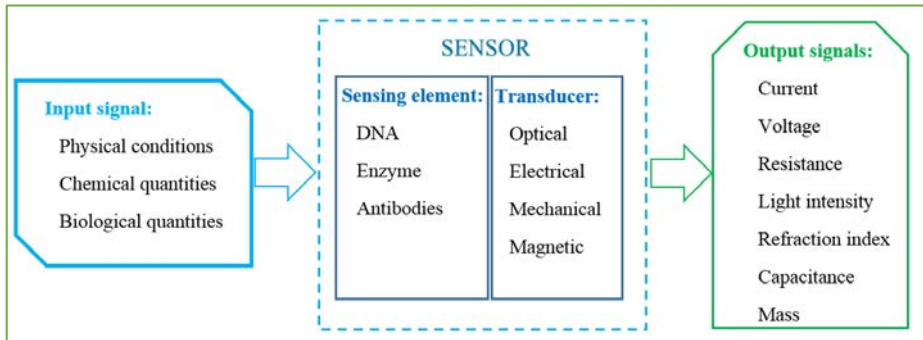 Input signal:
Physical conditions
Chemical quantities
Biological quantities
SENSOR
Sensing element:
DNA
Enzyme
Antibodies
Transducer:
Optical
Electrical
Mechanical
Magnetic
Output signals:
Current
Voltage
Resistance
Light intensity
Refraction index
Capacitance
Mass